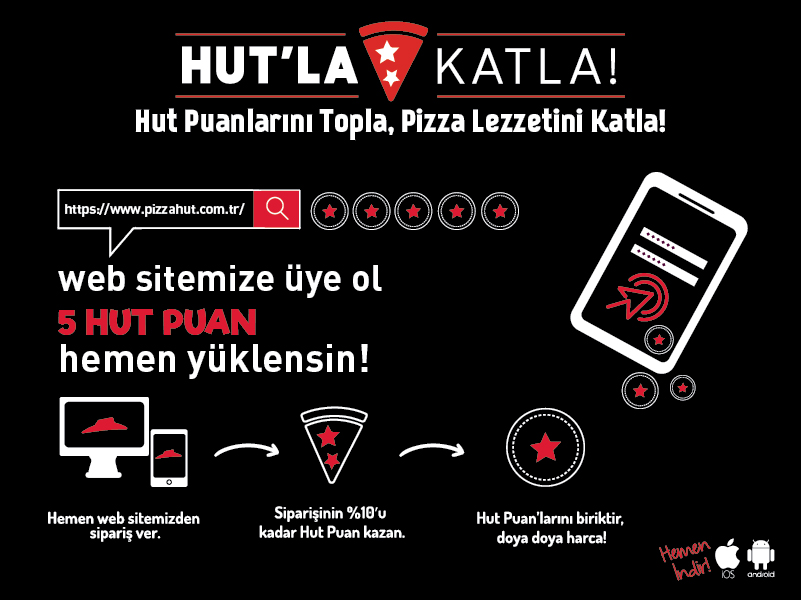 HUT'LA KATLA!
Hut Puanlarını Topla, Pizza Lezzetini Katla!
https://www.pizzahut.com.tr/
web sitemize üye ol
5 HUT PUAN
hemen yüklensin!
Hemen web sitemizden
sipariş ver.
Siparişinin %10'u
kadar Hut Puan kazan.
Hut Puan'larını biriktir,
doya doya harca!
Hemen
İndir!
iOS
android